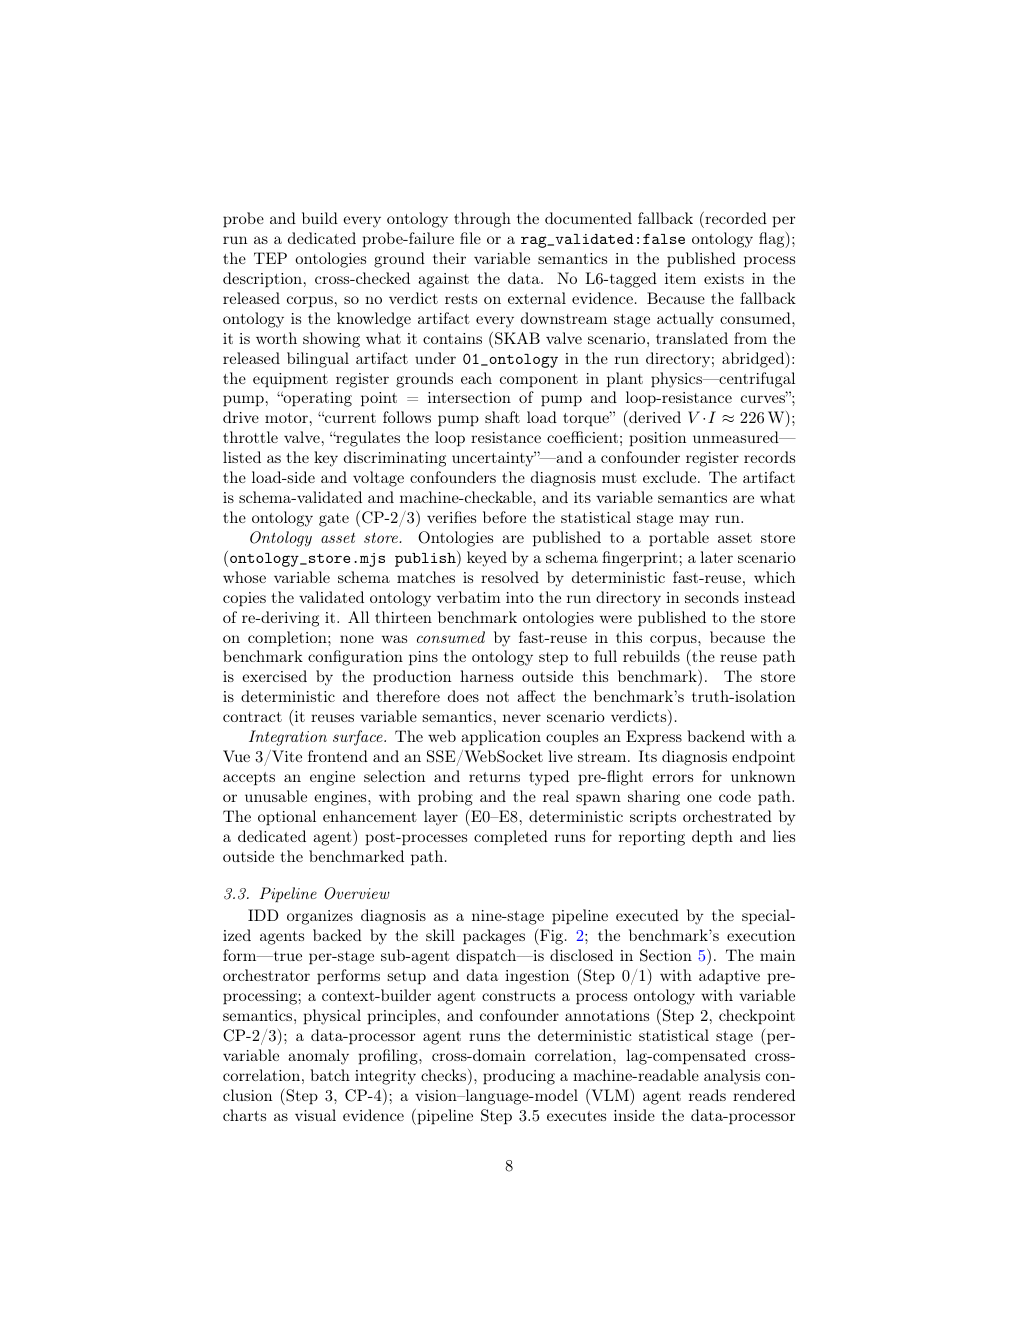 probe and build every ontology through the documented fallback (recorded per
run as a dedicated probe-failure file or a rag_validated:false ontology flag);
the TEP ontologies ground their variable semantics in the published process
description, cross-checked against the data. No L6-tagged item exists in the
released corpus, so no verdict rests on external evidence. Because the fallback
ontology is the knowledge artifact every downstream stage actually consumed,
it is worth showing what it contains (SKAB valve scenario, translated from the
released bilingual artifact under 01_ontology in the run directory; abridged):
the equipment register grounds each component in plant physics—centrifugal
pump, “operating point = intersection of pump and loop-resistance curves”;
drive motor, “current follows pump shaft load torque” (derived V·I ≈ 226 W);
throttle valve, “regulates the loop resistance coefficient; position unmeasured—
listed as the key discriminating uncertainty”—and a confounder register records
the load-side and voltage confounders the diagnosis must exclude. The artifact
is schema-validated and machine-checkable, and its variable semantics are what
the ontology gate (CP-2/3) verifies before the statistical stage may run.
Ontology asset store. Ontologies are published to a portable asset store
(ontology_store.mjs publish) keyed by a schema fingerprint; a later scenario
whose variable schema matches is resolved by deterministic fast-reuse, which
copies the validated ontology verbatim into the run directory in seconds instead
of re-deriving it. All thirteen benchmark ontologies were published to the store
on completion; none was consumed by fast-reuse in this corpus, because the
benchmark configuration pins the ontology step to full rebuilds (the reuse path
is exercised by the production harness outside this benchmark). The store
is deterministic and therefore does not affect the benchmark’s truth-isolation
contract (it reuses variable semantics, never scenario verdicts).
Integration surface. The web application couples an Express backend with a
Vue 3/Vite frontend and an SSE/WebSocket live stream. Its diagnosis endpoint
accepts an engine selection and returns typed pre-flight errors for unknown
or unusable engines, with probing and the real spawn sharing one code path.
The optional enhancement layer (E0–E8, deterministic scripts orchestrated by
a dedicated agent) post-processes completed runs for reporting depth and lies
outside the benchmarked path.
3.3. Pipeline Overview
IDD organizes diagnosis as a nine-stage pipeline executed by the special-
ized agents backed by the skill packages (Fig. 2; the benchmark’s execution
form—true per-stage sub-agent dispatch—is disclosed in Section 5). The main
orchestrator performs setup and data ingestion (Step 0/1) with adaptive pre-
processing; a context-builder agent constructs a process ontology with variable
semantics, physical principles, and confounder annotations (Step 2, checkpoint
CP-2/3); a data-processor agent runs the deterministic statistical stage (per-
variable anomaly profiling, cross-domain correlation, lag-compensated cross-
correlation, batch integrity checks), producing a machine-readable analysis con-
clusion (Step 3, CP-4); a vision–language-model (VLM) agent reads rendered
charts as visual evidence (pipeline Step 3.5 executes inside the data-processor
8